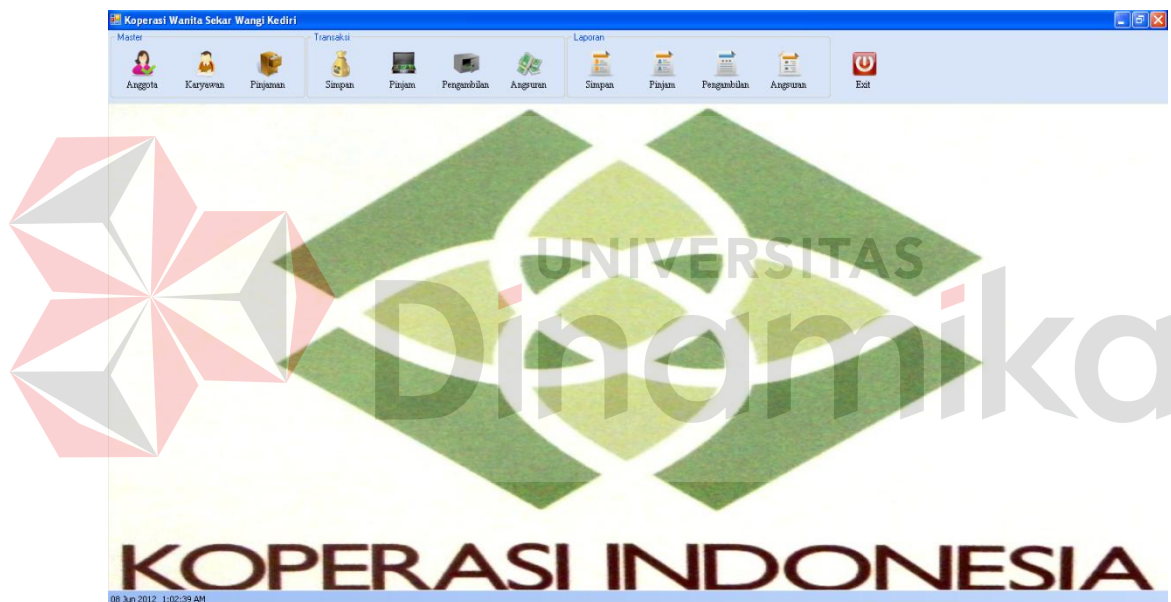 Koperasi Wanita Sekar Wangi Kediri
Master
Transaksi
Laporan
Anggota
Karyawan
Pinjaman
Simpan
Pinjam
Pengambilan
Angsuran
Simpan
Pinjam
Pengambilan
Angsuran
Exit
UNIVERSITAS
Dinamika
KOPERASI INDONESIA
08 Jun 2012 1:02:39 AM